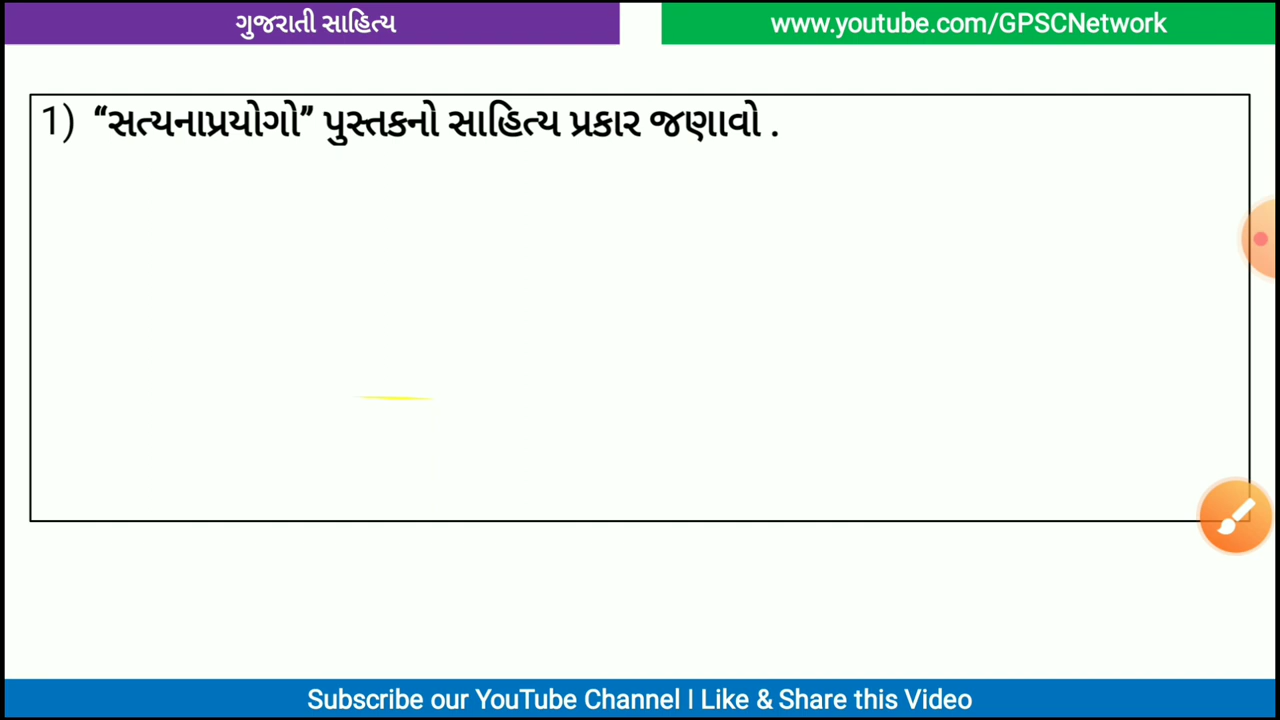 ગુજરાતી સાહિત્ય
www.youtube.com/GPSCNetwork
1) “સત્યનાપ્રયોગો” પુસ્તકનો સાહિત્ય પ્રકાર જણાવો .
Subscribe our YouTube Channel l Like & Share this Video